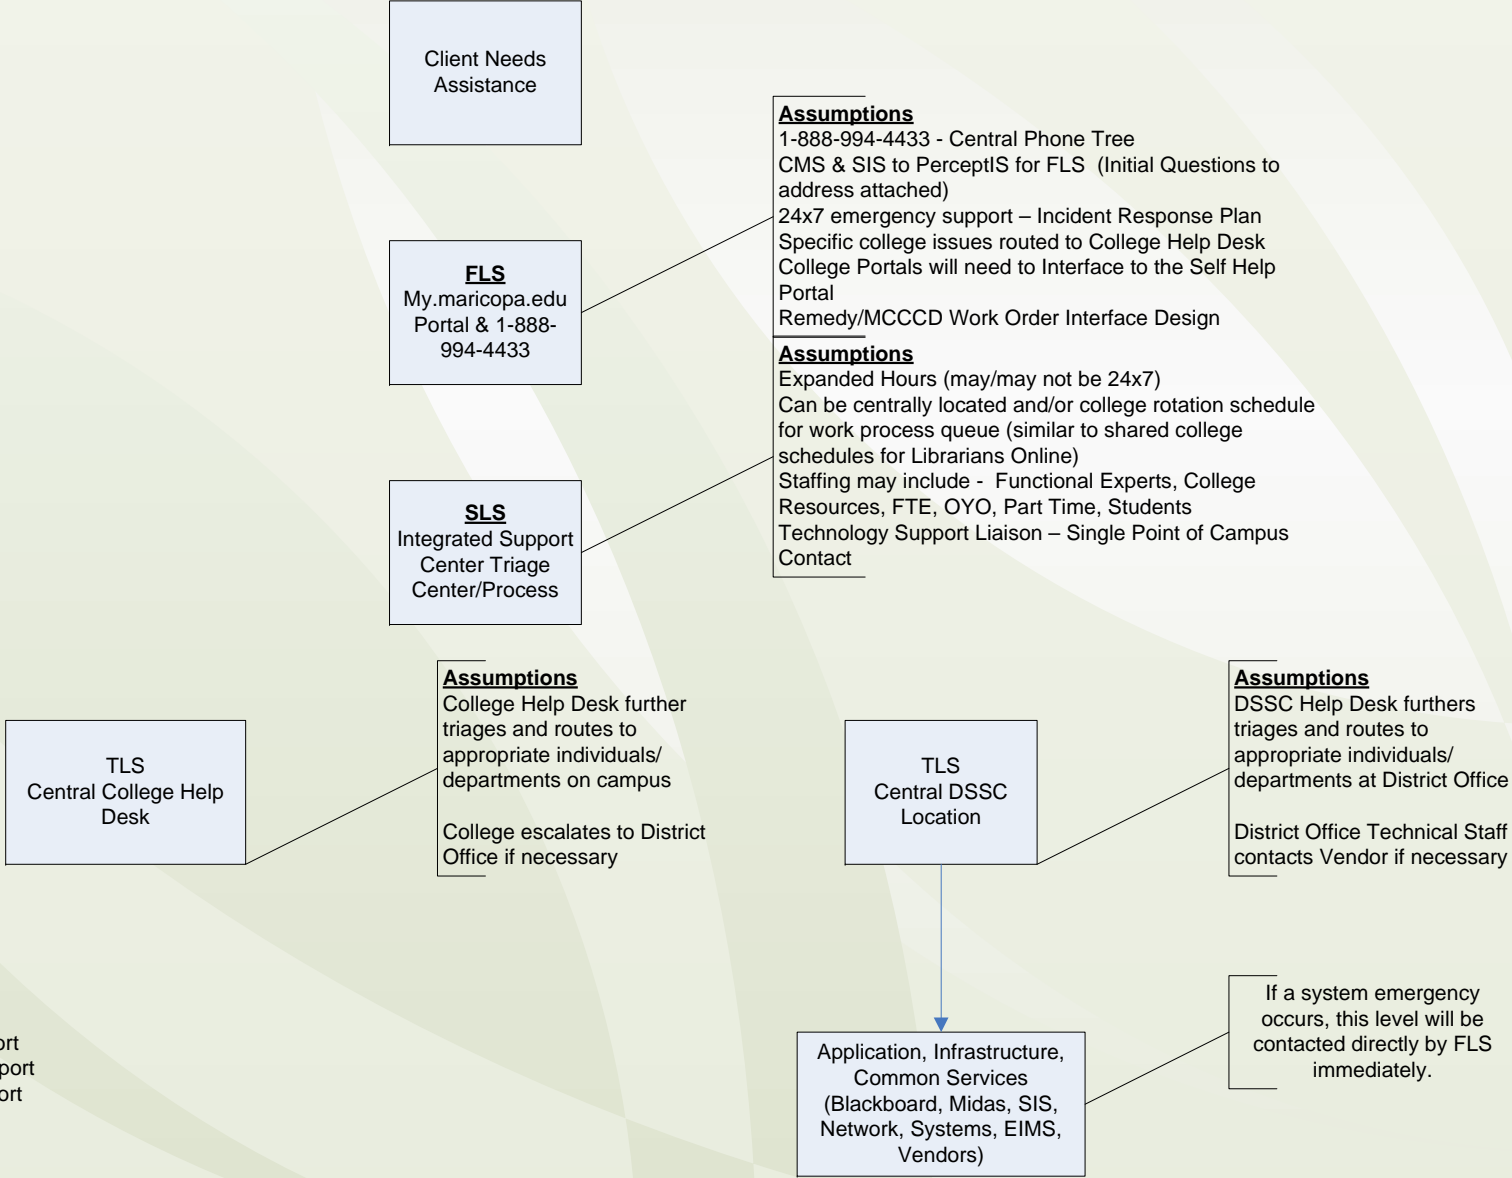 Client Needs
Assistance
Assumptions
1-888-994-4433 - Central Phone Tree
CMS & SIS to PerceptIS for FLS  (Initial Questions to
address attached)
24x7 emergency support – Incident Response Plan
Specific college issues routed to College Help Desk
College Portals will need to Interface to the Self Help
Portal
Remedy/MCCCD Work Order Interface Design
FLS
My.maricopa.edu
Portal & 1-888-
994-4433
Assumptions
Expanded Hours (may/may not be 24x7)
Can be centrally located and/or college rotation schedule
for work process queue (similar to shared college
schedules for Librarians Online)
Staffing may include -  Functional Experts, College
Resources, FTE, OYO, Part Time, Students
Technology Support Liaison – Single Point of Campus
Contact
SLS
Integrated Support
Center Triage
Center/Process
TLS
Central College Help
Desk
Assumptions
College Help Desk further
triages and routes to
appropriate individuals/
departments on campus
College escalates to District
Office if necessary
TLS
Central DSSC
Location
Assumptions
DSSC Help Desk furthers
triages and routes to
appropriate individuals/
departments at District Office
District Office Technical Staff
contacts Vendor if necessary
Application, Infrastructure,
Common Services
(Blackboard, Midas, SIS,
Network, Systems, EIMS,
Vendors)
If a system emergency
occurs, this level will be
contacted directly by FLS
immediately.